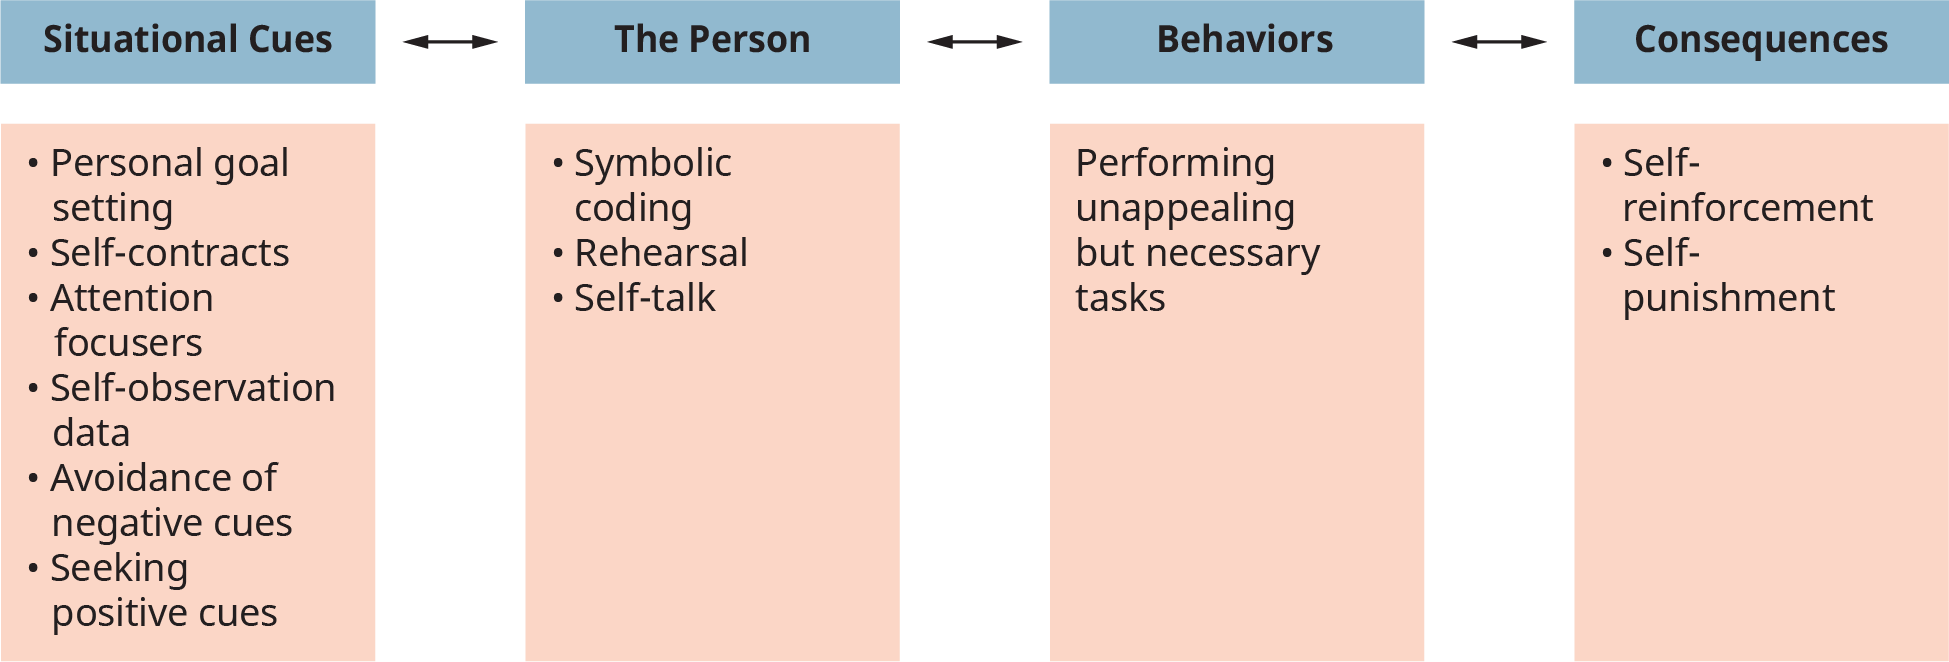 Situational Cues
The Person
Behaviors
Consequences
• Personal goal
setting
• Self-contracts
• Attention
focusers
• Self-observation
data
• Avoidance of
negative cues
• Seeking
positive cues
• Symbolic
coding
• Rehearsal
• Self-talk
Performing
unappealing
but necessary
tasks
• Self-
reinforcement
• Self-
punishment